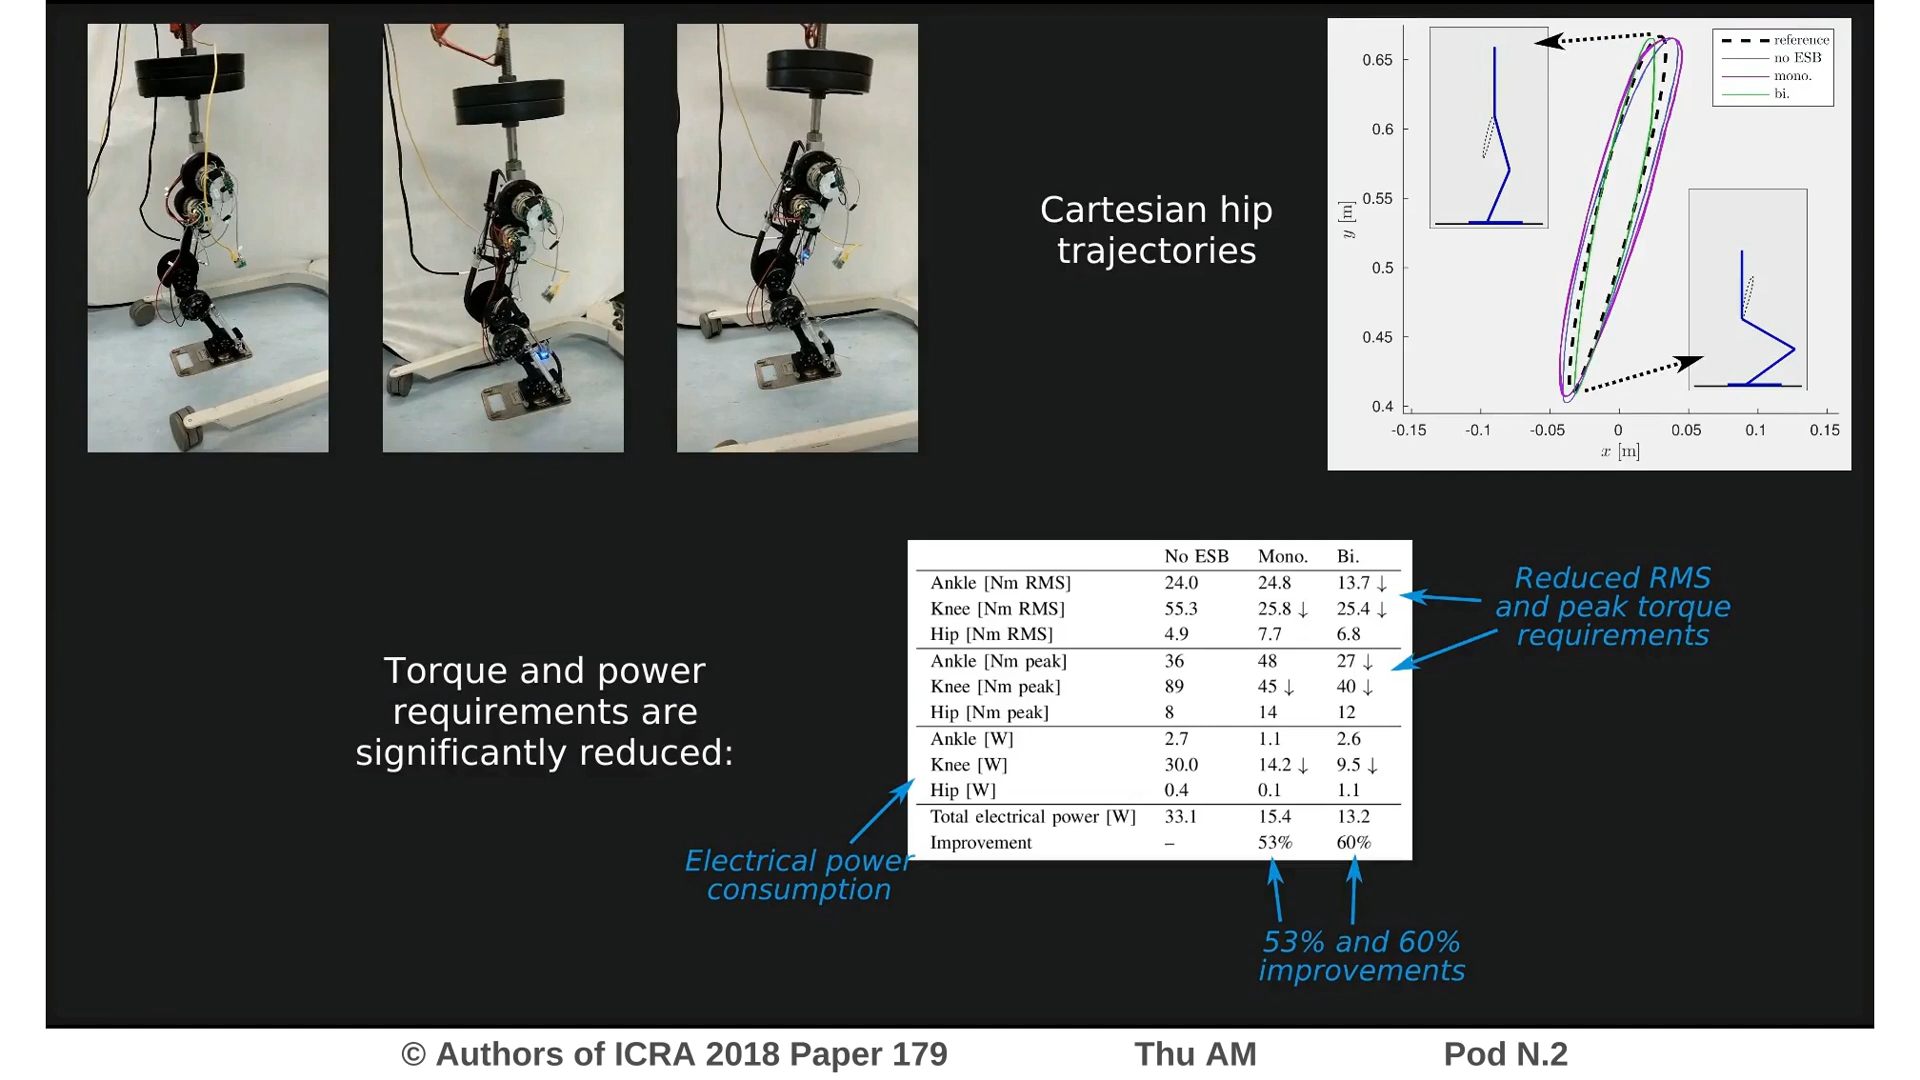 Cartesian hip
trajectories
reference
no ESB
mono.
bi.
0.65
0.6
0.55
0.5
0.45
0.4
y [m]
-0.15 -0.1 -0.05 0 0.05 0.1 0.15
x [m]
Torque and power
requirements are
significantly reduced:
No ESB Mono. Bi.
Ankle [Nm RMS] 24.0 24.8 13.7 ↓
Knee [Nm RMS] 55.3 25.8 ↓ 25.4 ↓
Hip [Nm RMS] 4.9 7.7 6.8
Ankle [Nm peak] 36 48 27 ↓
Knee [Nm peak] 89 45 ↓ 40 ↓
Hip [Nm peak] 8 14 12
Ankle [W] 2.7 1.1 2.6
Knee [W] 30.0 14.2 ↓ 9.5 ↓
Hip [W] 0.4 0.1 1.1
Total electrical power [W] 33.1 15.4 13.2
Improvement – 53% 60%
Reduced RMS
and peak torque
requirements
Electrical power
consumption
53% and 60%
improvements
© Authors of ICRA 2018 Paper 179 Thu AM Pod N.2